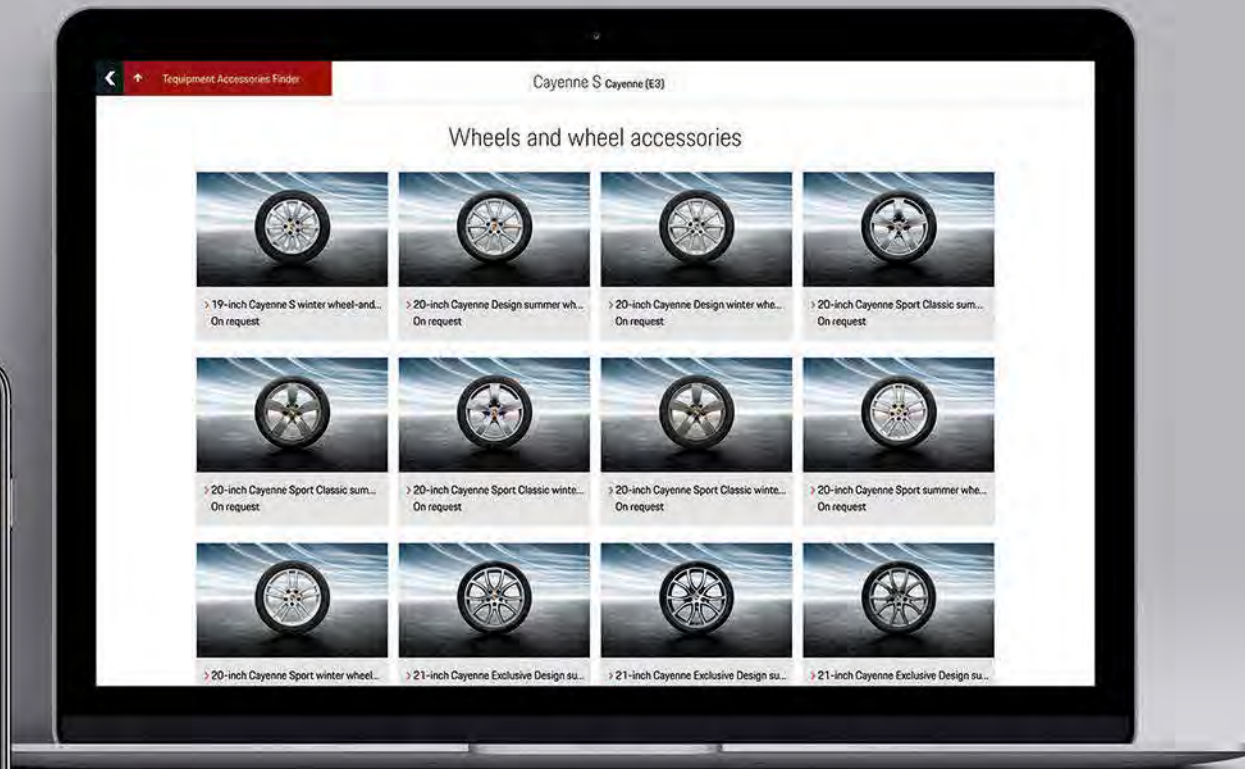 Tequipment Accessories Finder
Cayenne S Cayenne (E3)
Wheels and wheel accessories
19-inch Cayenne S winter wheel-and...
On request
20-inch Cayenne Design summer wh...
On request
20-inch Cayenne Design winter whe...
On request
20-inch Cayenne Sport Classic sum...
On request
20-inch Cayenne Sport Classic sum...
On request
20-inch Cayenne Sport Classic winte...
On request
20-inch Cayenne Sport Classic winte...
On request
20-inch Cayenne Sport summer whe...
On request
20-inch Cayenne Sport winter wheel...
21-inch Cayenne Exclusive Design su...
21-inch Cayenne Exclusive Design su...
21-inch Cayenne Exclusive Design su...